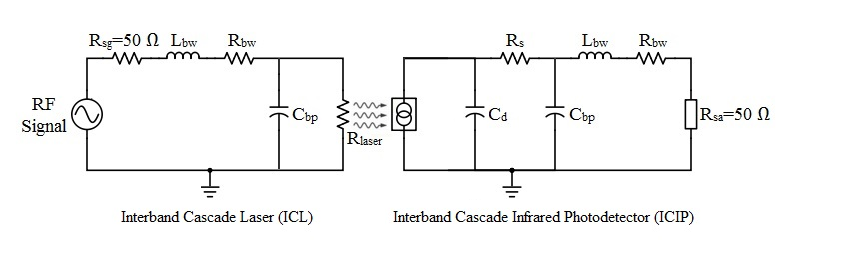 Rsg=50 Ω Lbw Rbw
Rs Lbw Rbw
RF
Signal
Cbp
Rlaser
Cd
Cbp
Rsa=50 Ω
Interband Cascade Laser (ICL)
Interband Cascade Infrared Photodetector (ICIP)